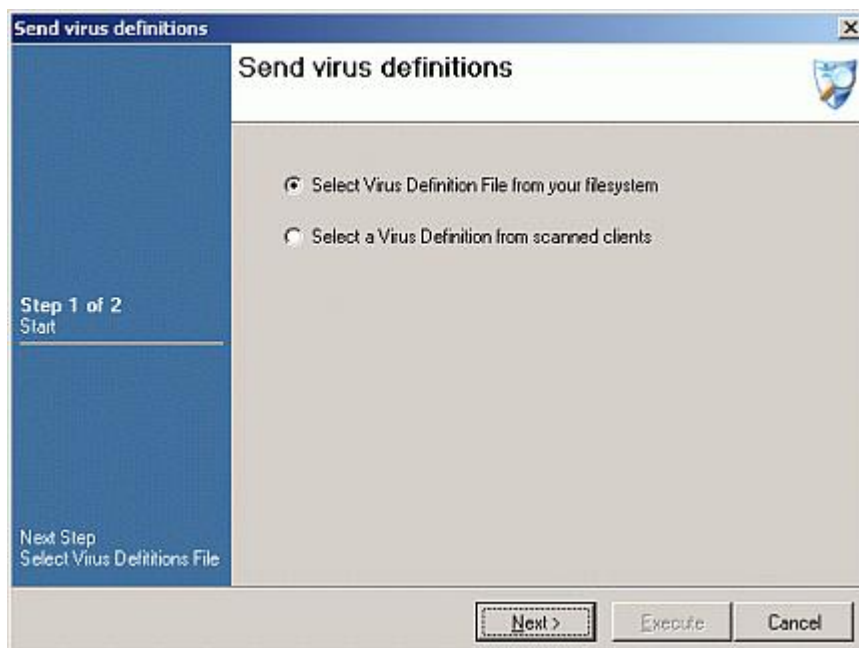 Send virus definitions
Send virus definitions
Select Virus Definition File from your filesystem
Select a Virus Definition from scanned clients
Step 1 of 2
Start
Next Step
Select Virus Defititions File
Next >
Execute
Cancel